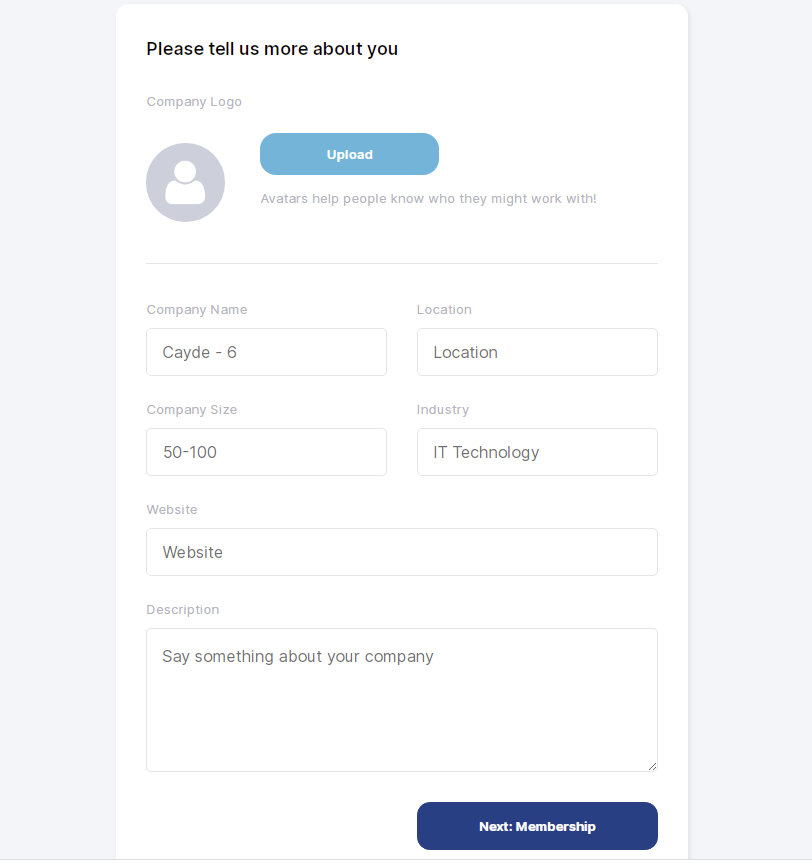 Please tell us more about you
Company Logo
Upload
Avatars help people know who they might work with!
Company Name
Location
Cayde - 6
Location
Company Size
Industry
50-100
IT Technology
Website
Website
Description
Say something about your company
Next: Membership